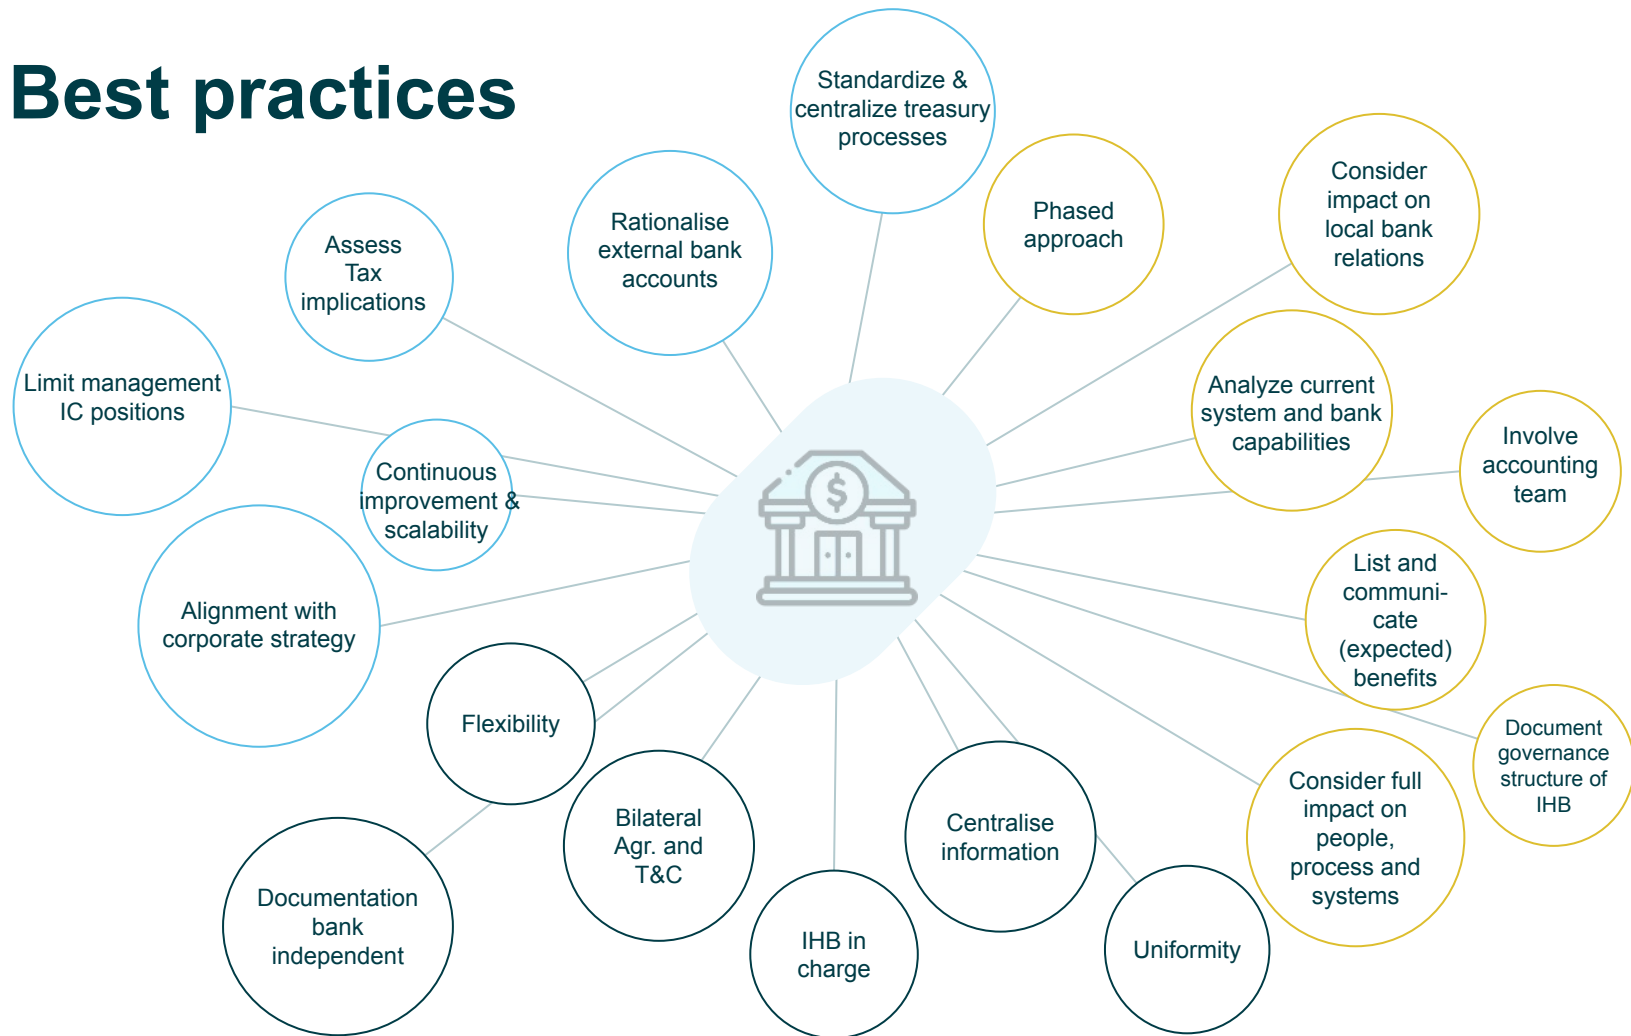 Best practices
Standardize &
centralize treasury
processes
Phased
approach
Consider
impact on
local bank
relations
Rationalise
external bank
accounts
Assess
Tax
implications
Limit management
IC positions
Continuous
improvement &
scalability
Alignment with
corporate strategy
Analyze current
system and bank
capabilities
Involve
accounting
team
List and
communi-
cate
(expected)
benefits
Document
governance
structure of
IHB
Consider full
impact on
people,
process and
systems
Flexibility
Documentation
bank
independent
Bilateral
Agr. and
T&C
IHB in
charge
Centralise
information
Uniformity
$